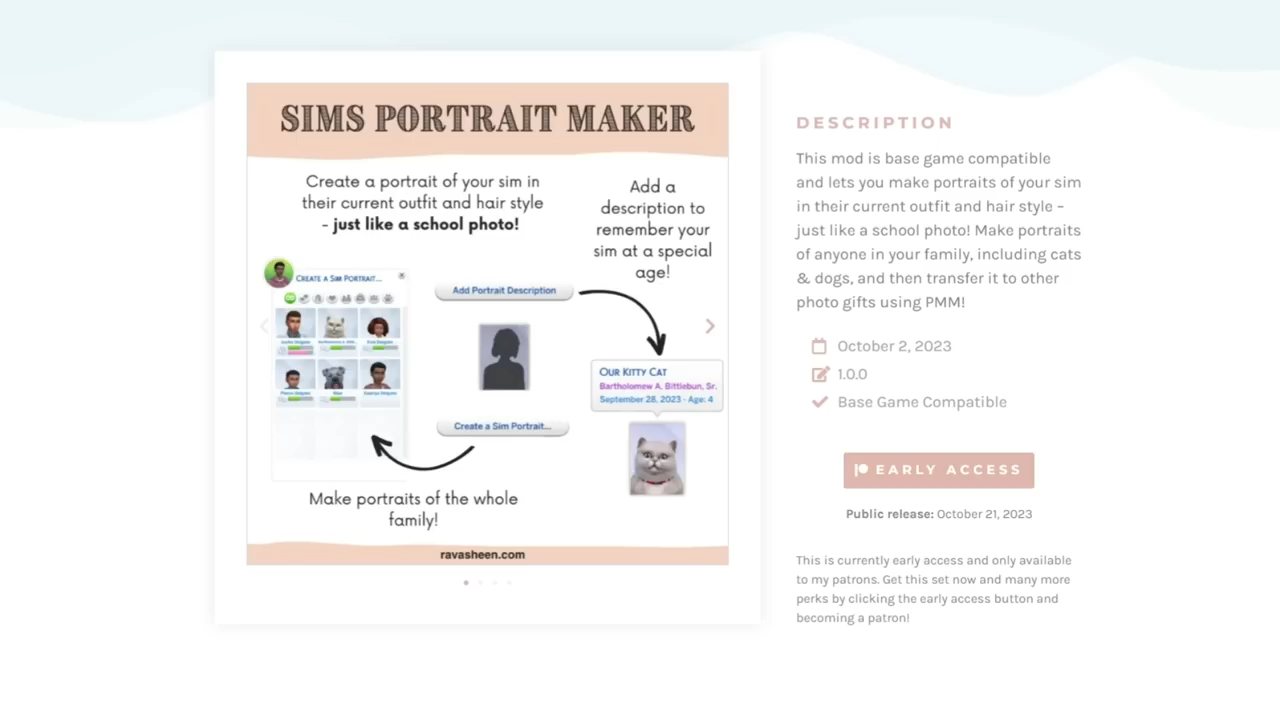 SIMS PORTRAIT MAKER
Create a portrait of your sim in
their current outfit and hair style
- just like a school photo!
Add a
description to
remember your
sim at a special
age!
CREATE A SIM PORTRAIT...
Add Portrait Description
OUR KITTY CAT
Bartholomew A. Bittlebun, Sr.
September 28, 2023 - Age: 4
Create a Sim Portrait...
Make portraits of the whole
family!
ravasheen.com
DESCRIPTION
This mod is base game compatible
and lets you make portraits of your sim
in their current outfit and hair style –
just like a school photo! Make portraits
of anyone in your family, including cats
& dogs, and then transfer it to other
photo gifts using PMM!
October 2, 2023
1.0.0
Base Game Compatible
EARLY ACCESS
Public release: October 21, 2023
This is currently early access and only available
to my patrons. Get this set now and many more
perks by clicking the early access button and
becoming a patron!